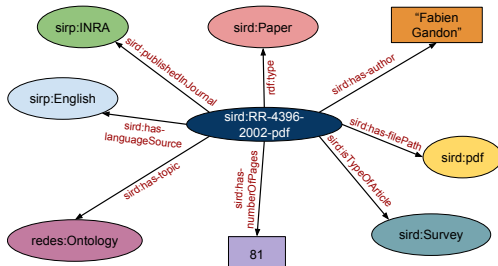 sirp:INRA
sird:Paper
"Fabien
Gandon"
sird:publishedInJournal
rdf:type
sird:has-author
sirp:English
sird:has-
languageSource
sird:RR-4396-
2002-pdf
sird:has-filePath
sird:pdf
sird:has-topic
sird:has-
numberOfPages
sird:isTypeOfArticle
redes:Ontology
81
sird:Survey